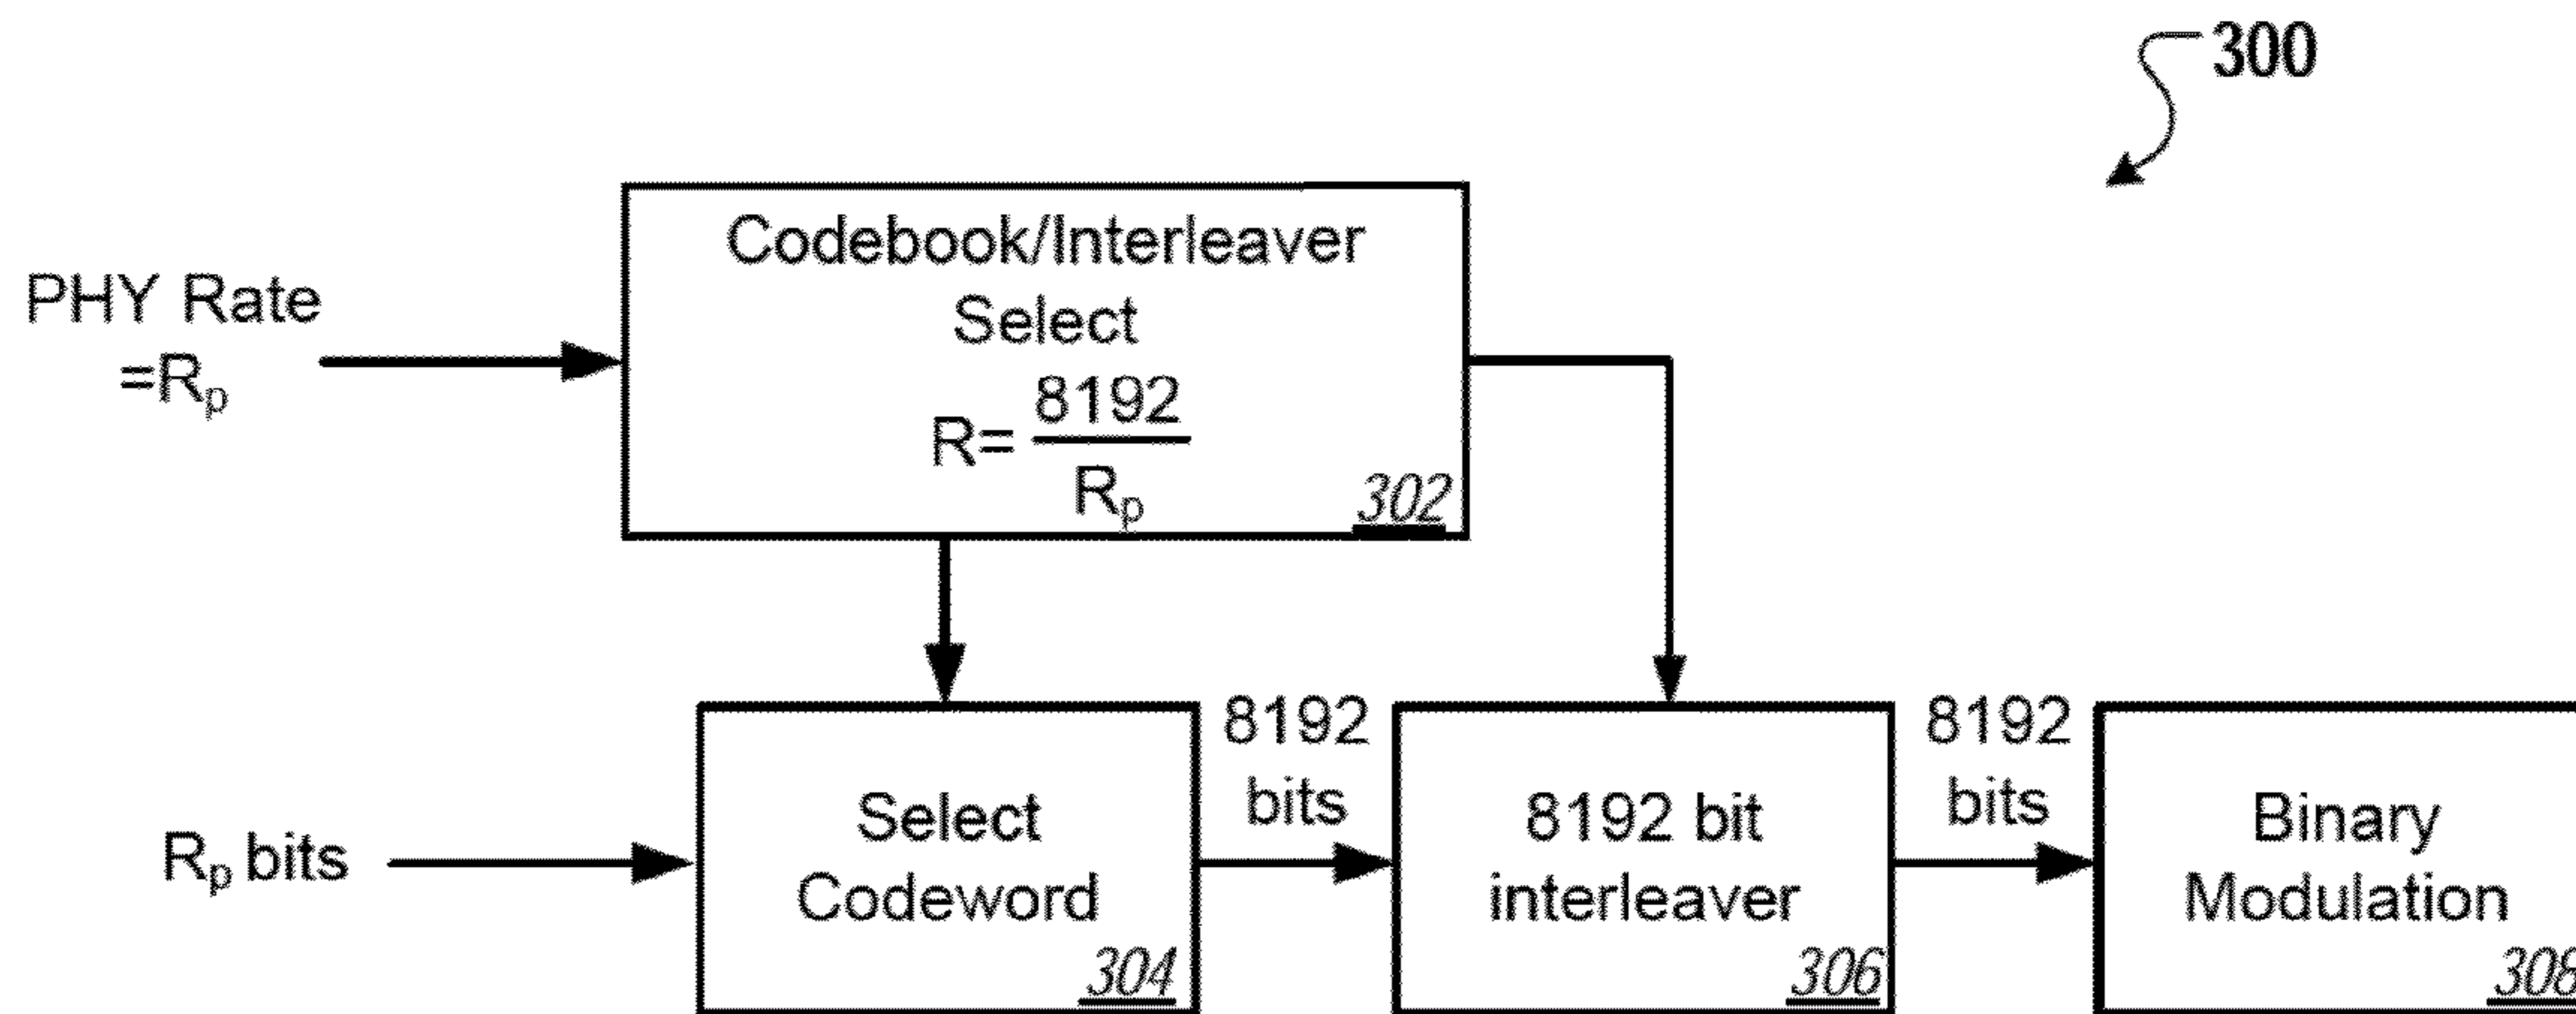 300
Codebook/Interleaver
Select
R= 8192
Rₚ
302
PHY Rate
=Rₚ
8192
bits
8192
bits
Rₚ bits
Select
Codeword
304
8192 bit
interleaver
306
Binary
Modulation
308